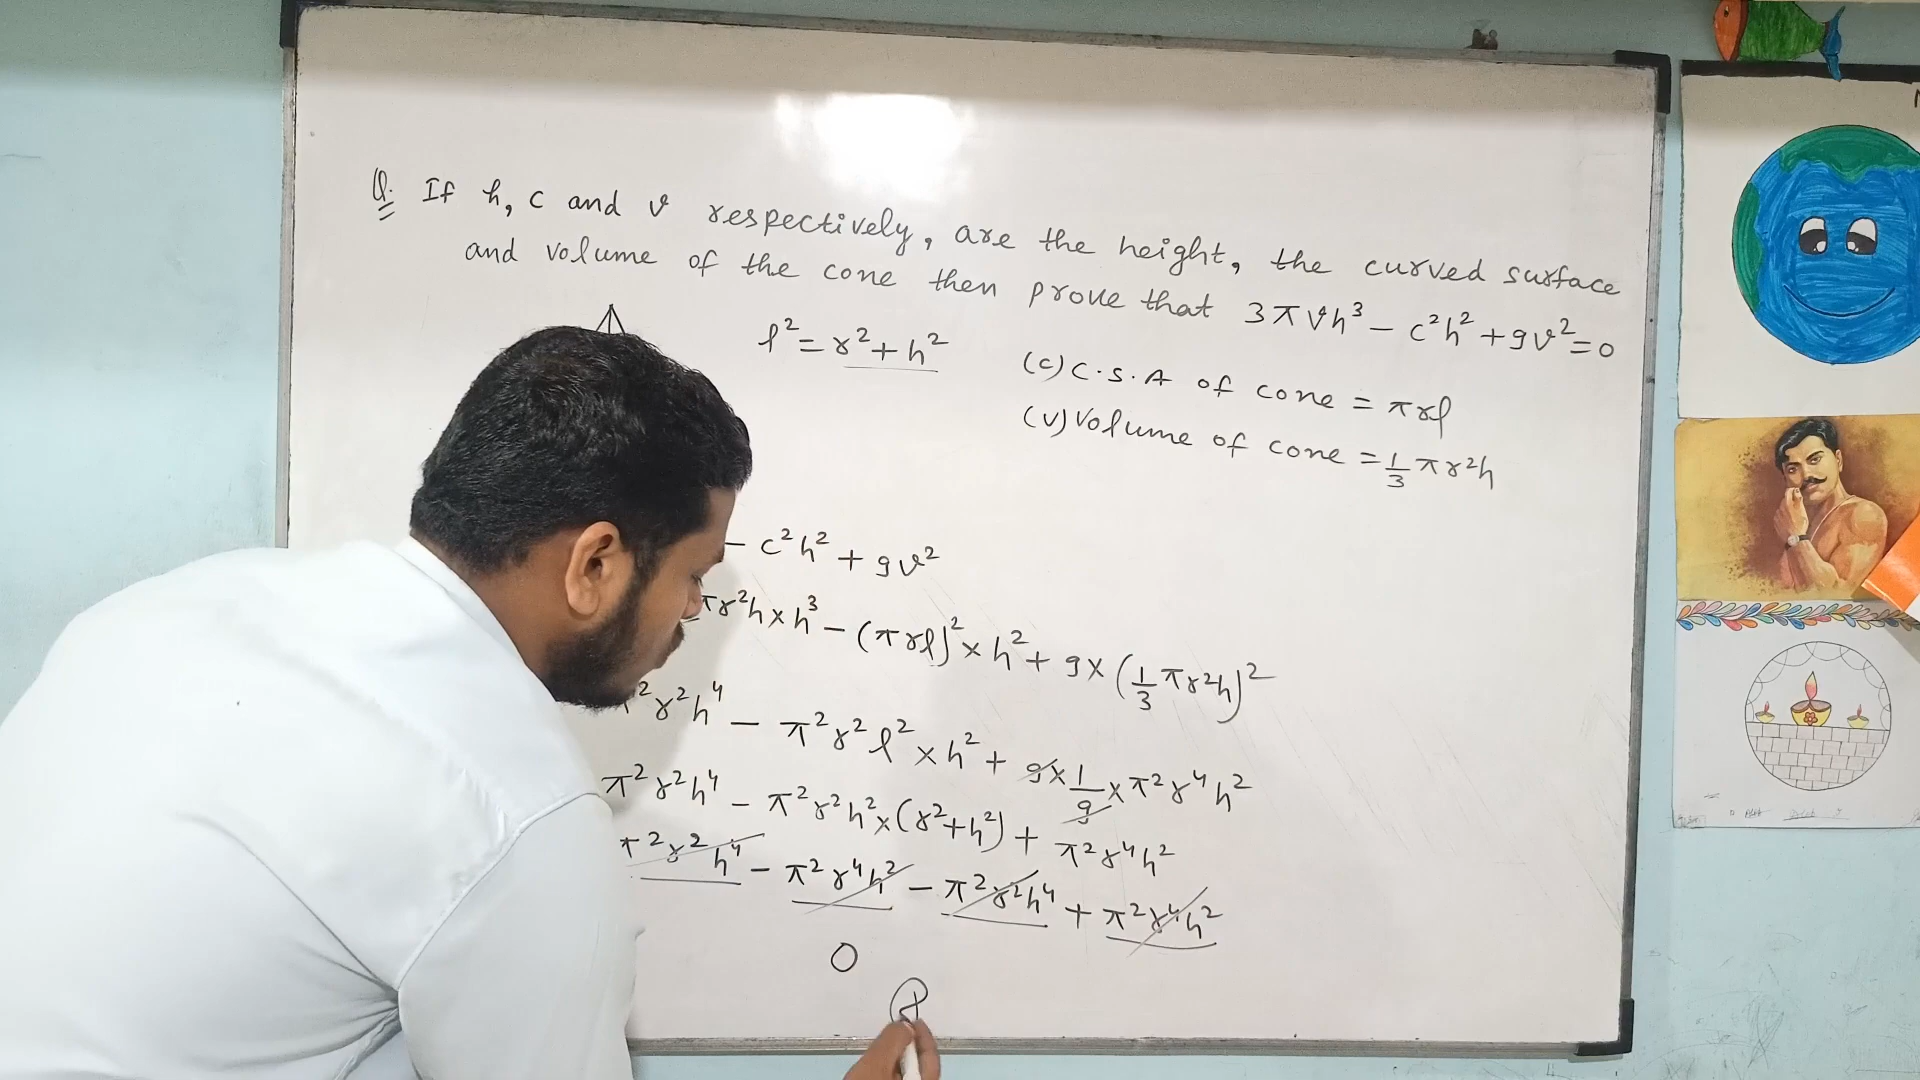 Q. If h, c and v respectively, are the height, the curved surface
and volume of the cone then prove that 3πvh³ - c²h² + 9v² = 0
l² = r² + h²
(c) C.S.A of cone = πrl
(v) Volume of cone = 1/3 πr²h
- c²h² + 9v²
πr²h × h³ - (πrl)² × h² + 9 × (1/3 πr²h)²
²r²h⁴ - π²r²l² × h² + 9 × 1/9 × π²r⁴h²
π²r²h⁴ - π²r²h² × (r² + h²) + π²r⁴h²
π²r²h⁴ - π²r⁴h² - π²r²h⁴ + π²r⁴h²
0